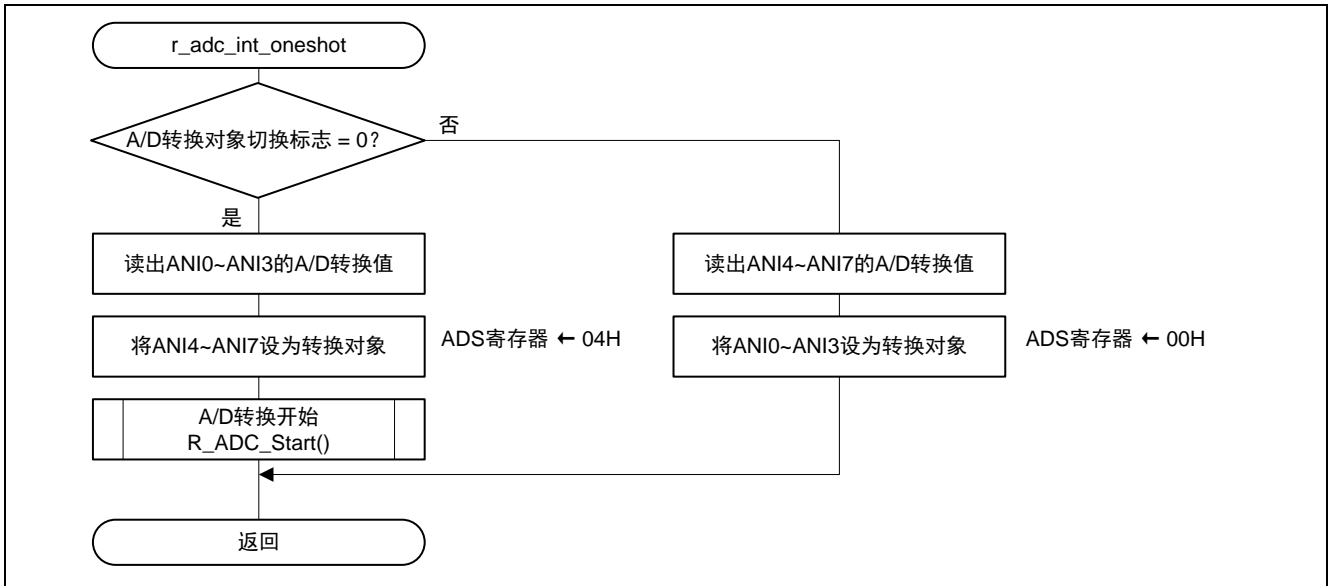 r_adc_int_oneshot
A/D转换对象切换标志 = 0?
否
是
读出ANI0~ANI3的A/D转换值
读出ANI4~ANI7的A/D转换值
将ANI4~ANI7设为转换对象
ADS寄存器 ← 04H
将ANI0~ANI3设为转换对象
ADS寄存器 ← 00H
A/D转换开始
R_ADC_Start()
返回